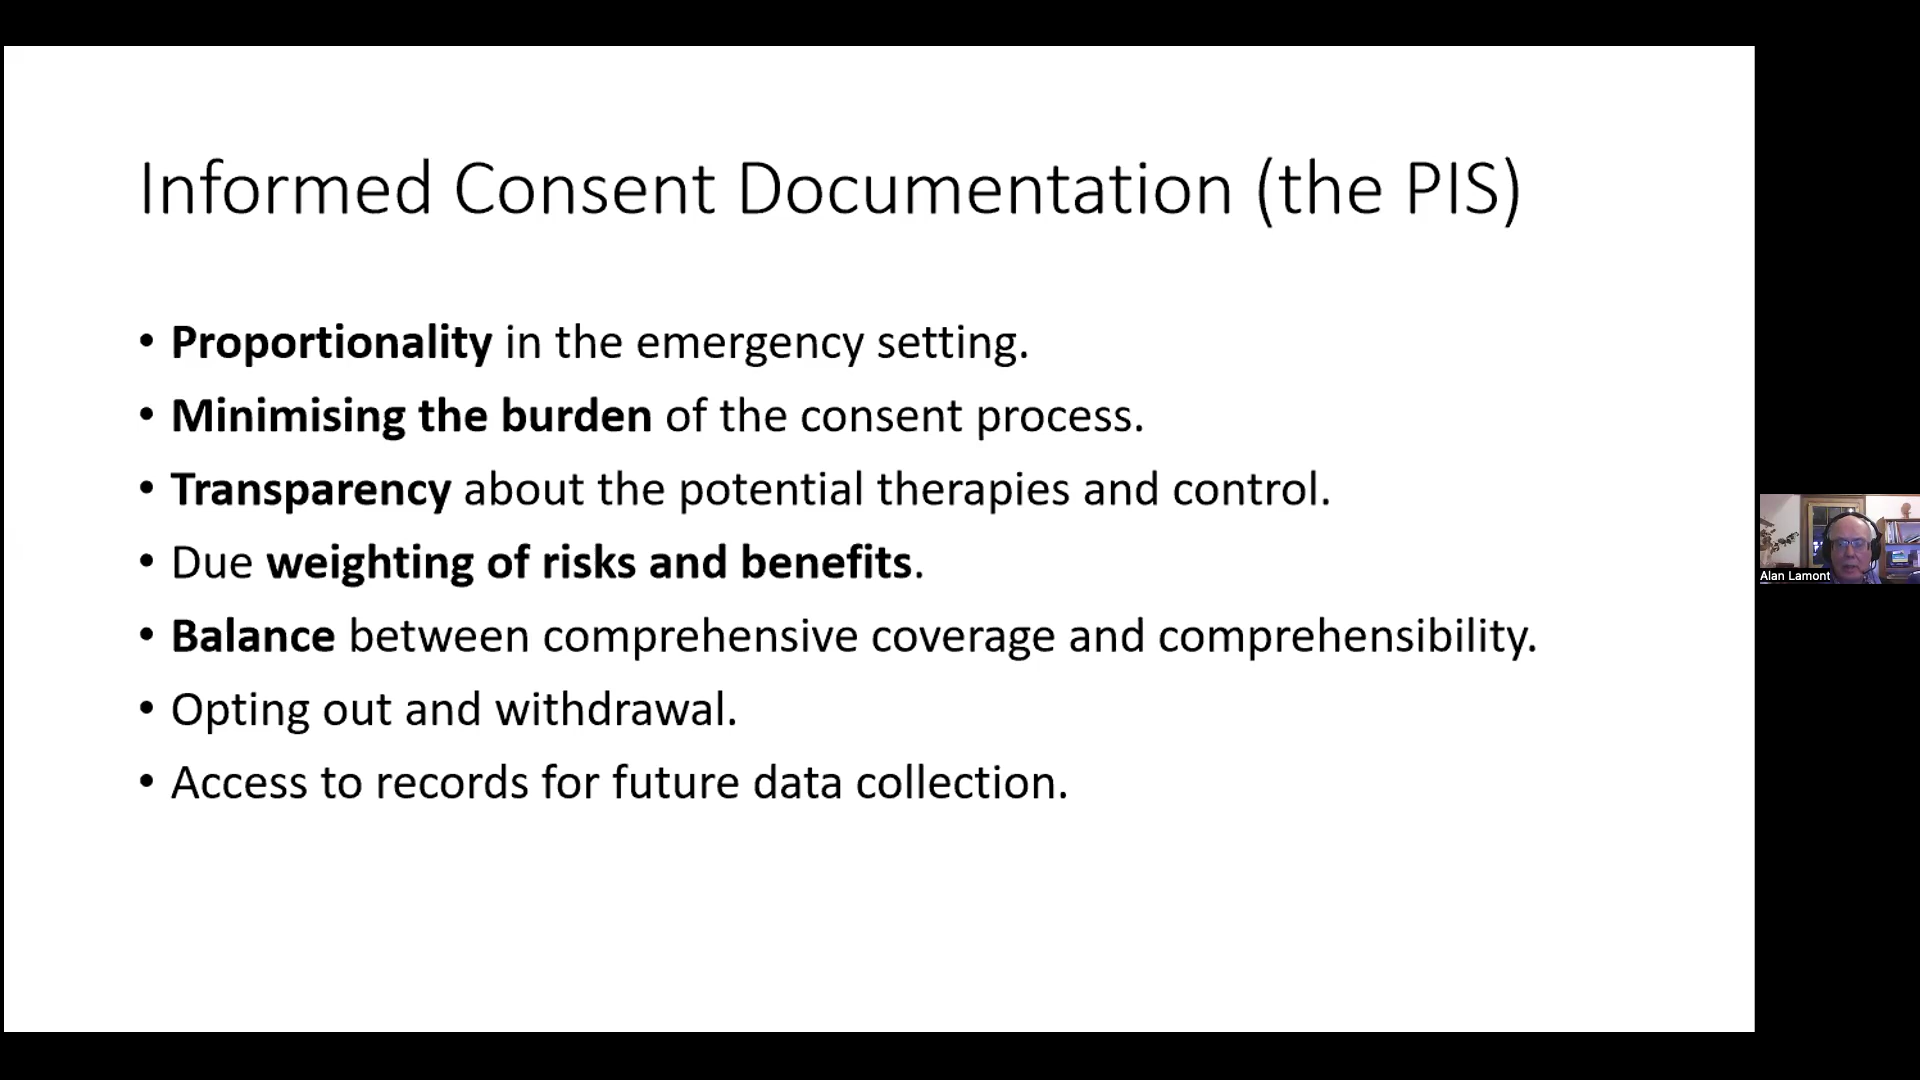 Informed Consent Documentation (the PIS)
• Proportionality in the emergency setting.
• Minimising the burden of the consent process.
• Transparency about the potential therapies and control.
• Due weighting of risks and benefits.
• Balance between comprehensive coverage and comprehensibility.
• Opting out and withdrawal.
• Access to records for future data collection.
Alan Lamont